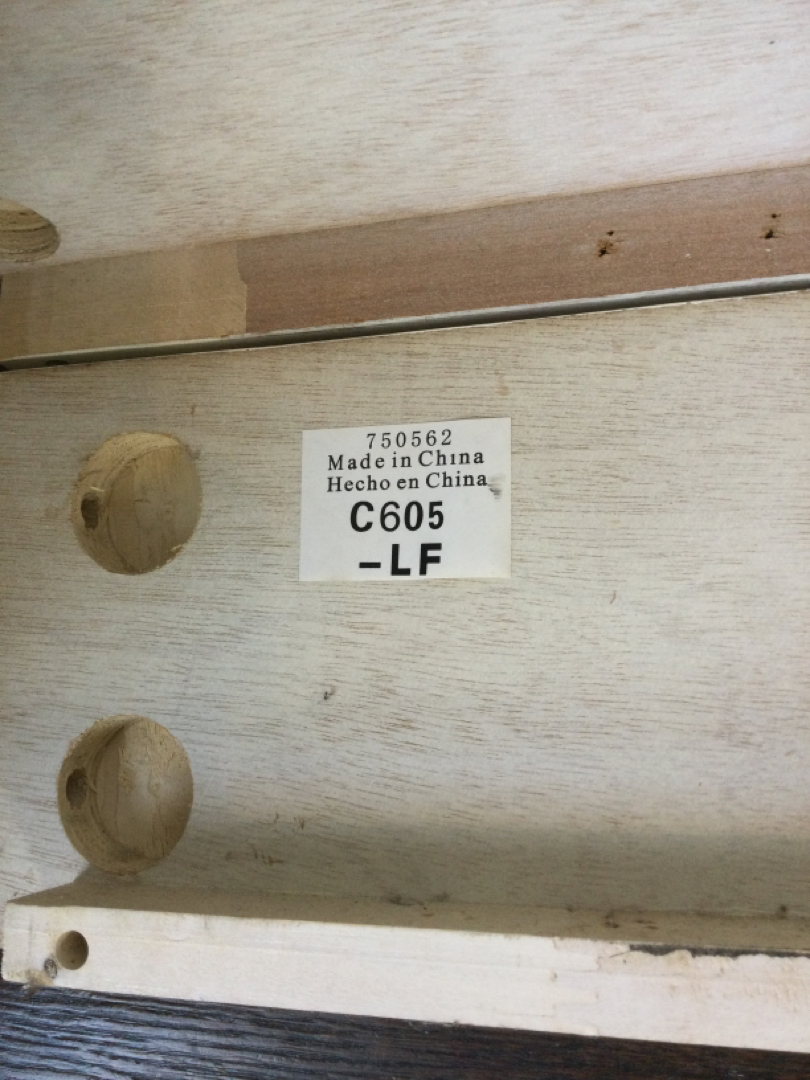 750562
Made in China
Hecho en China
C605
-LF